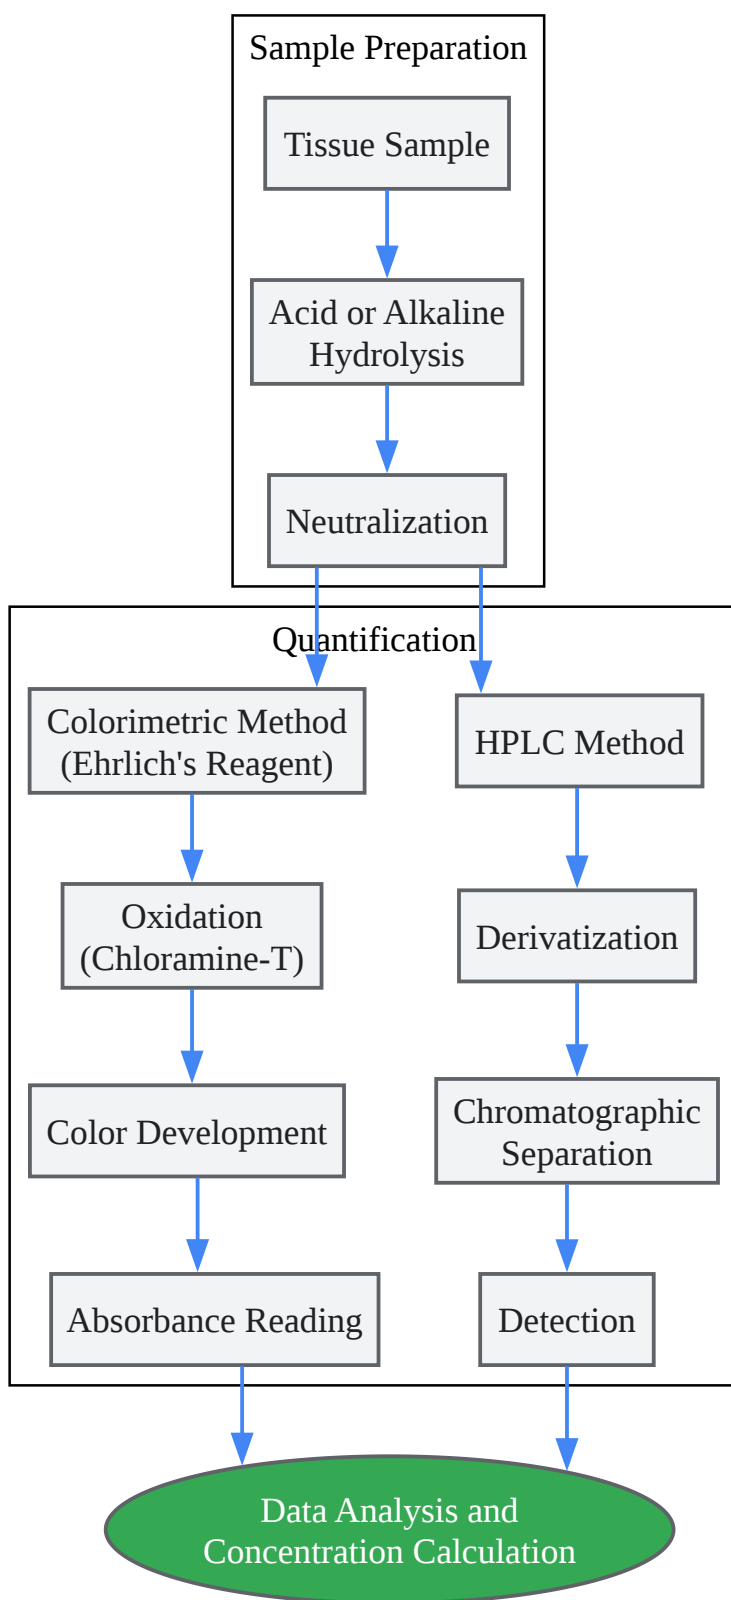 Sample Preparation
Tissue Sample
Acid or Alkaline
Hydrolysis
Neutralization
Quantification
Colorimetric Method
(Ehrlich's Reagent)
Oxidation
(Chloramine-T)
Color Development
Absorbance Reading
HPLC Method
Derivatization
Chromatographic
Separation
Detection
Data Analysis and
Concentration Calculation